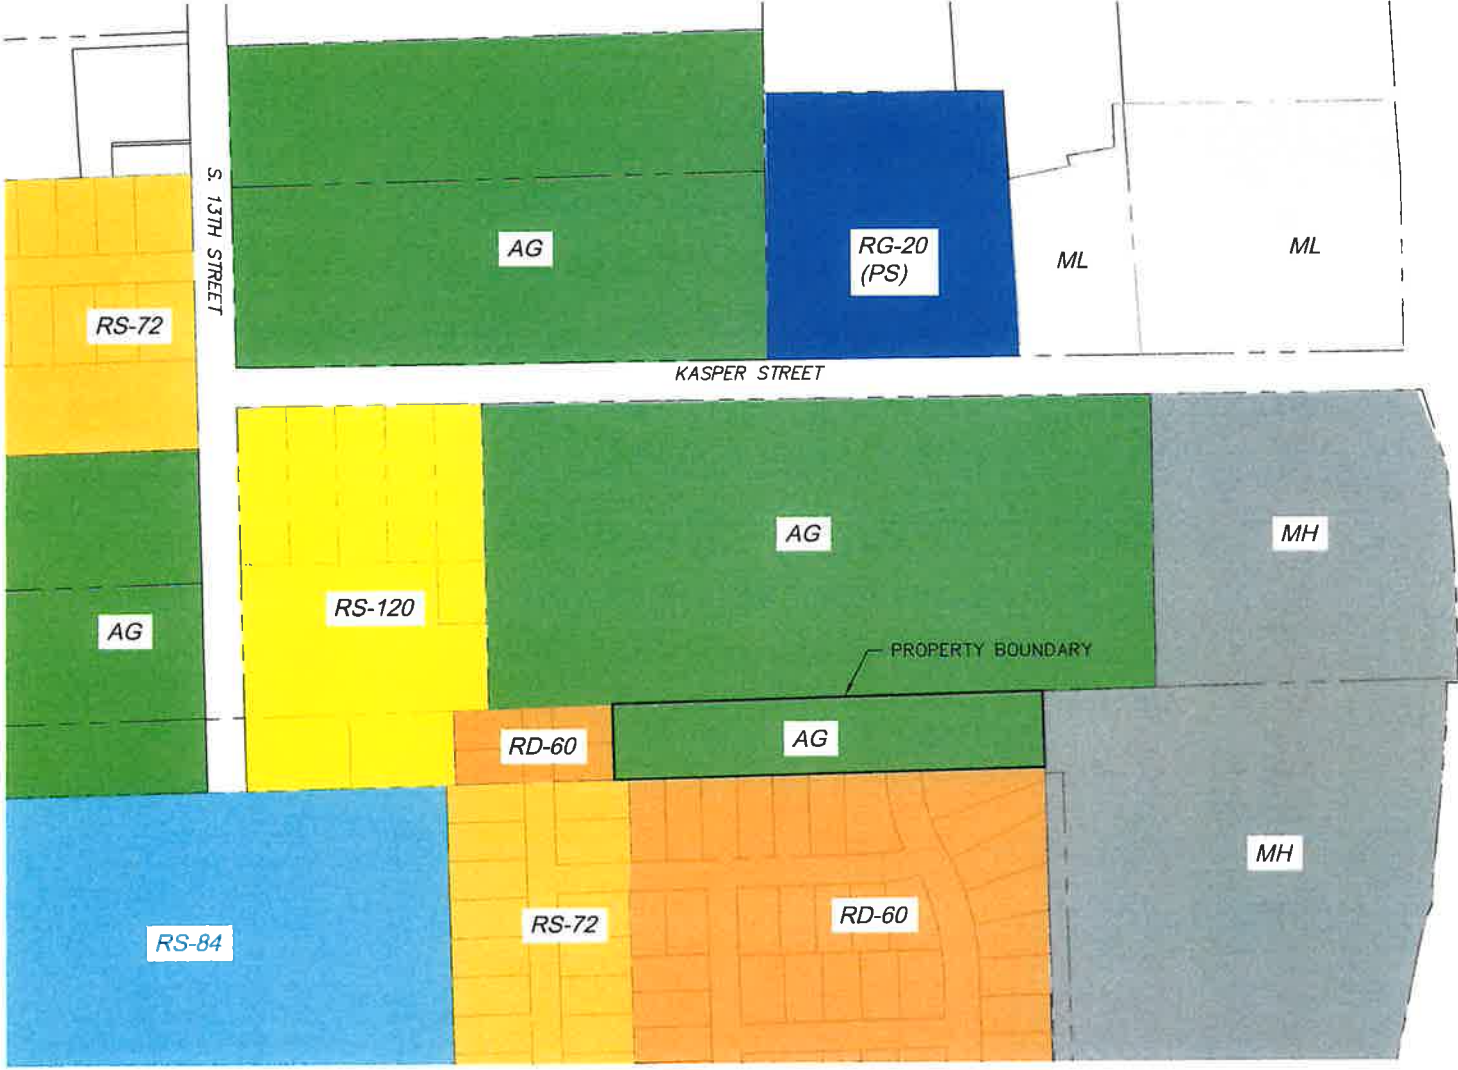 S. 13TH STREET
AG
RG-20
(PS)
ML
ML
RS-72
KASPER STREET
AG
MH
RS-120
AG
PROPERTY BOUNDARY
RD-60
AG
MH
RS-84
RS-72
RD-60